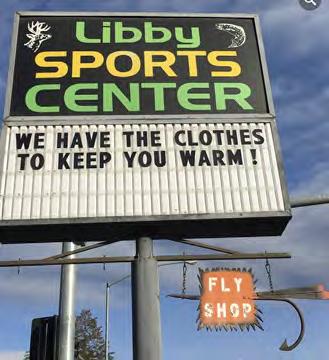 Libby
SPORTS
CENTER
WE HAVE THE CLOTHES
TO KEEP YOU WARM!
FLY
SHOP